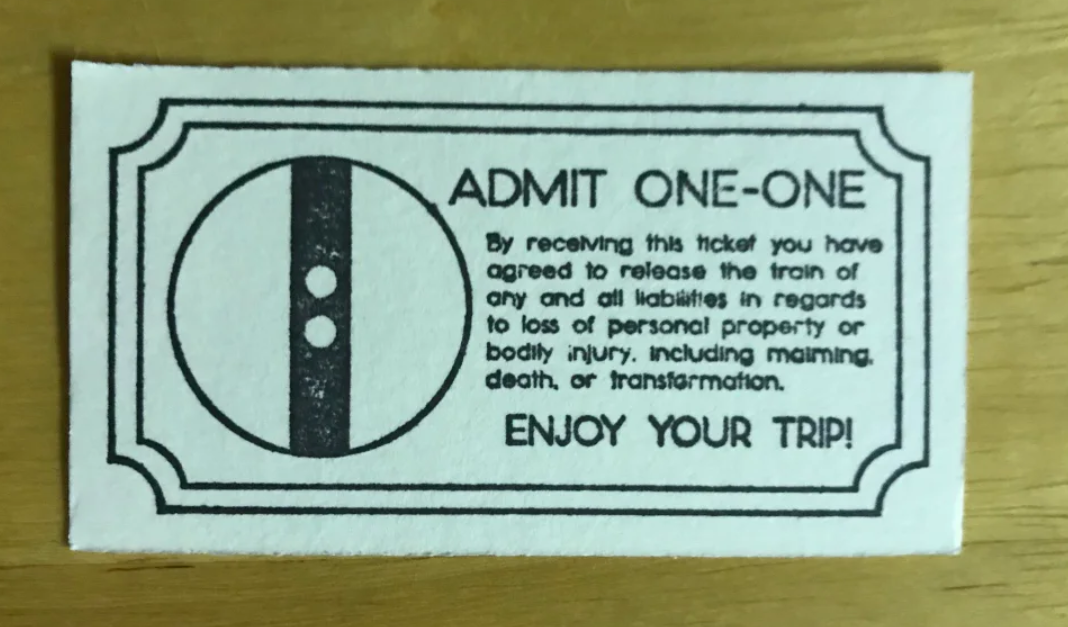 ADMIT ONE-ONE
By receiving this ticket you have
agreed to release the train of
any and all liabilities in regards
to loss of personal property or
bodily injury. including maiming,
death, or transformation.
ENJOY YOUR TRIP!